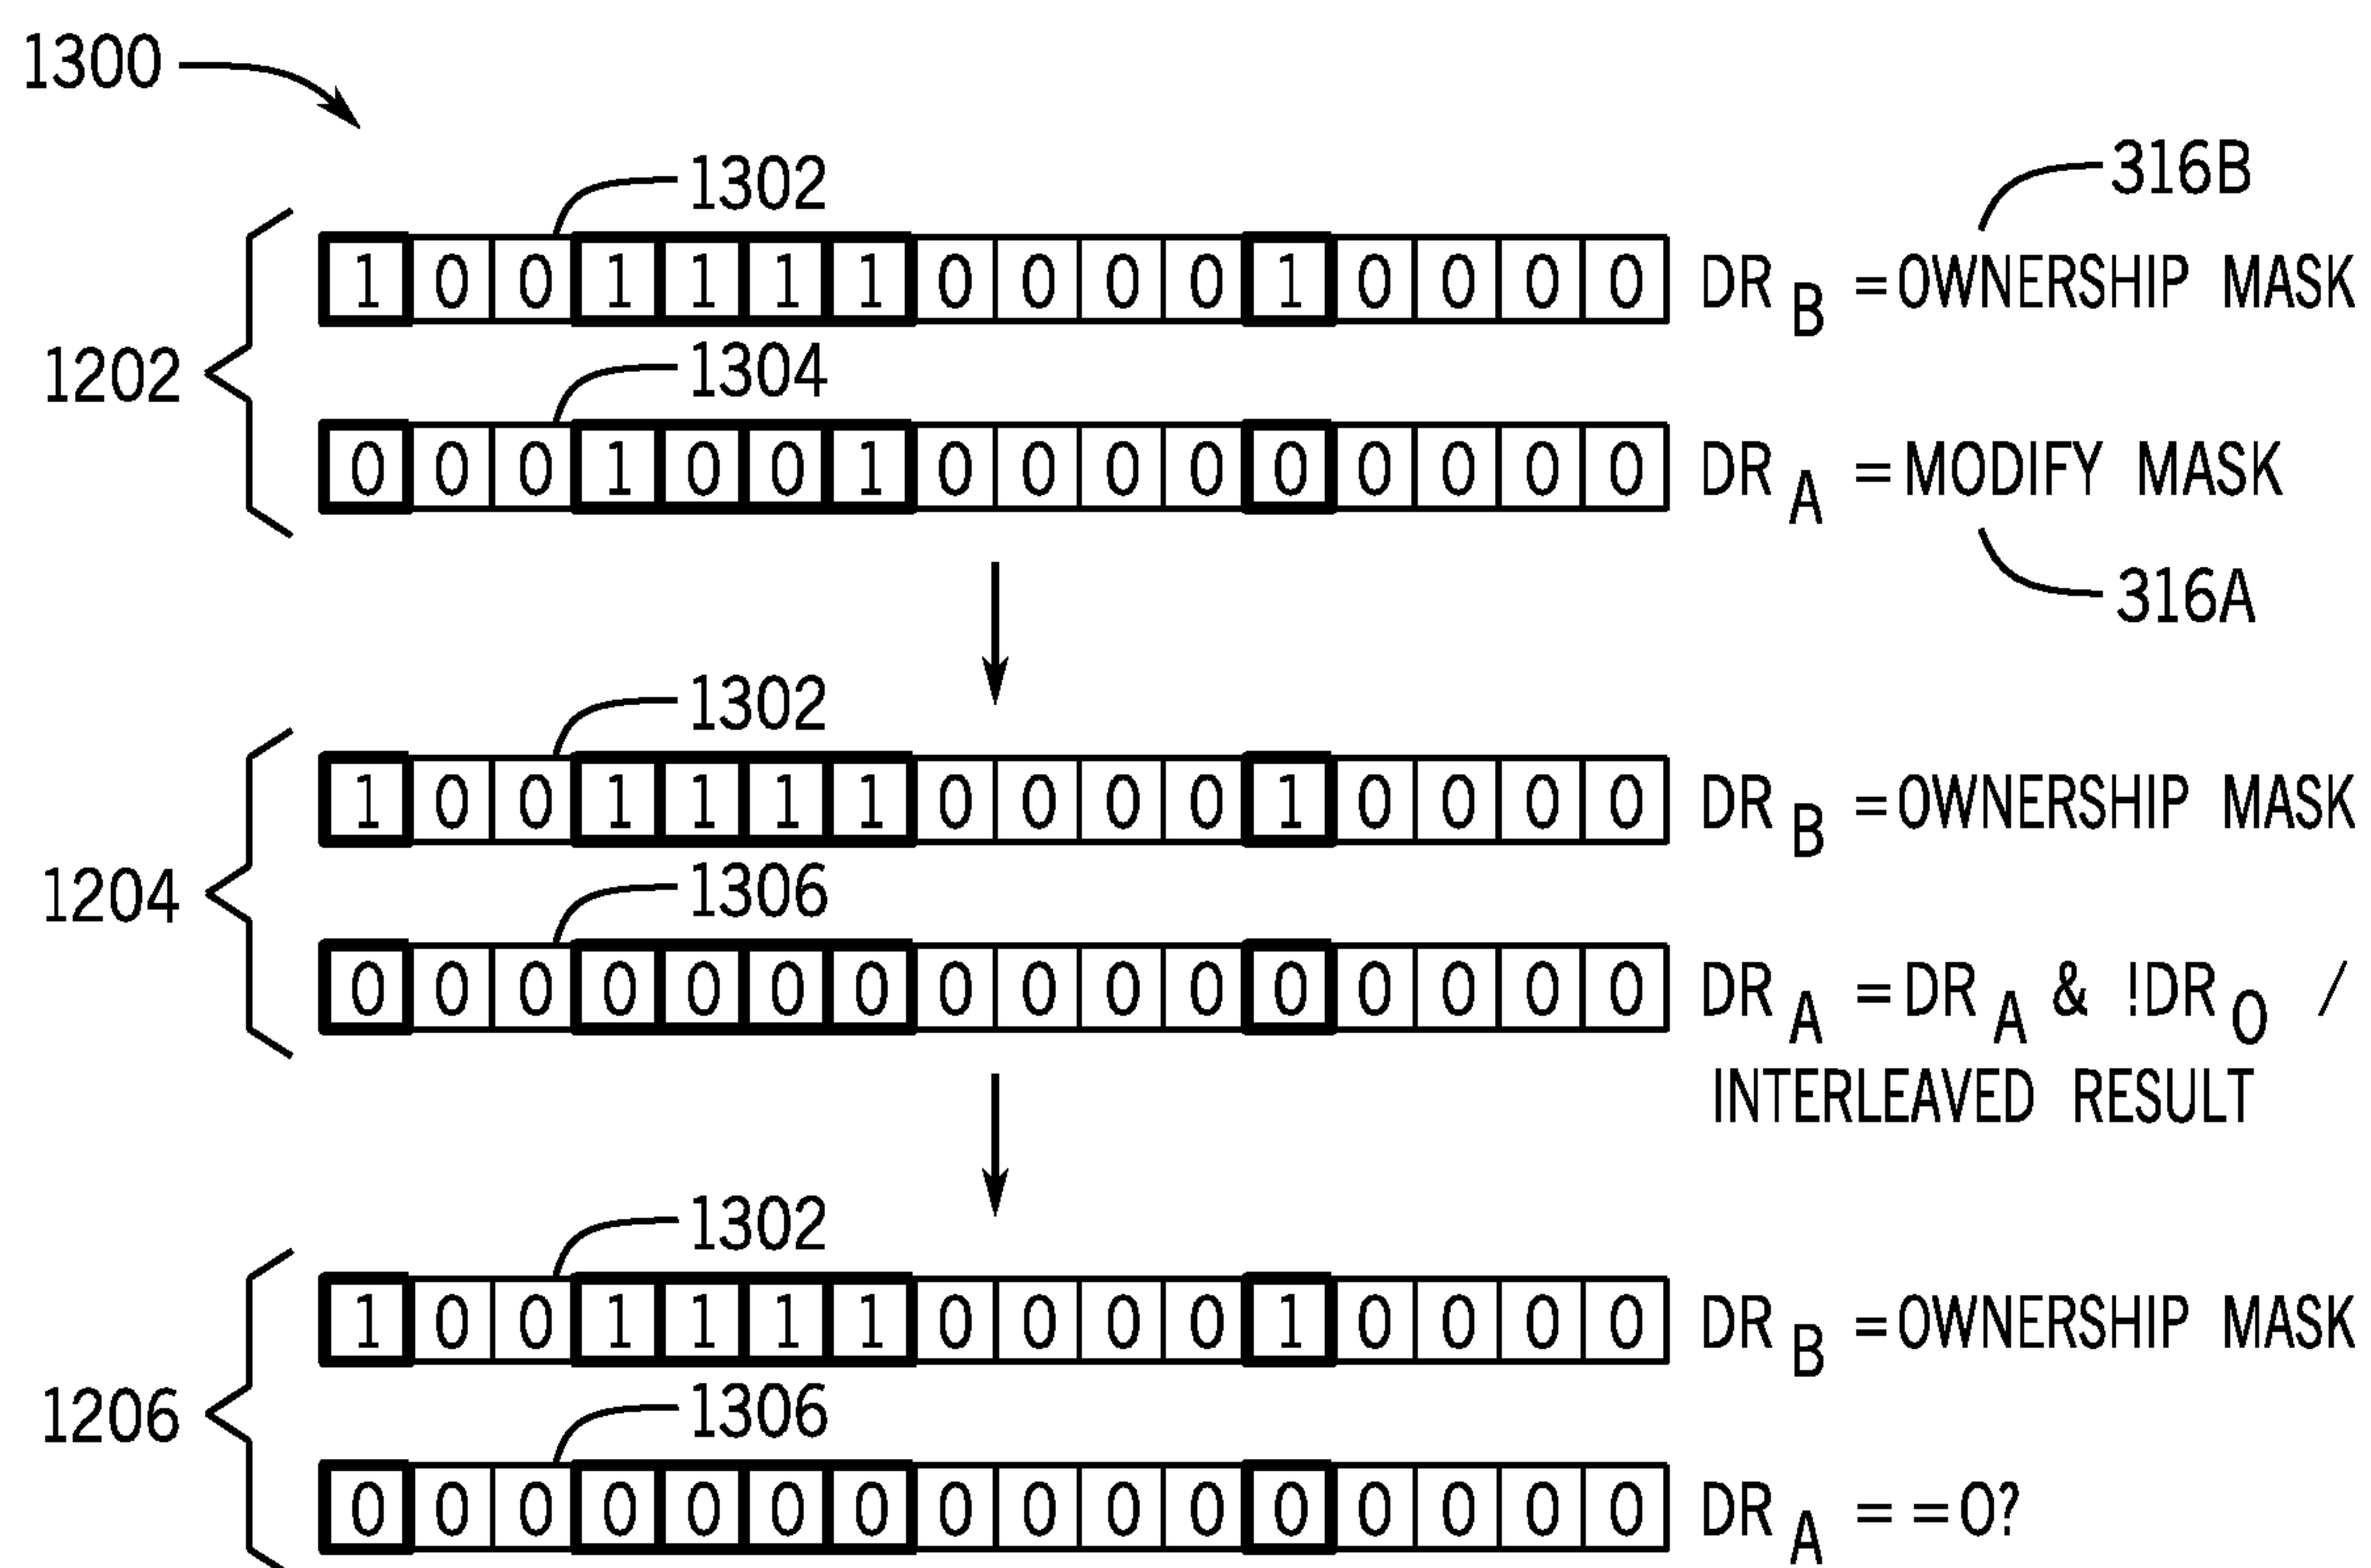 1300
1302
316B
1 0 0 1 1 1 1 0 0 0 0 1 0 0 0 0 DR B = OWNERSHIP MASK
1202
1304
0 0 0 1 0 0 1 0 0 0 0 0 0 0 0 0 DR A = MODIFY MASK
316A
1302
1 0 0 1 1 1 1 0 0 0 0 1 0 0 0 0 DR B = OWNERSHIP MASK
1204
1306
0 0 0 0 0 0 0 0 0 0 0 0 0 0 0 0 DR A = DR A & !DR O /
INTERLEAVED RESULT
1302
1 0 0 1 1 1 1 0 0 0 0 1 0 0 0 0 DR B = OWNERSHIP MASK
1206
1306
0 0 0 0 0 0 0 0 0 0 0 0 0 0 0 0 DR A = = 0?